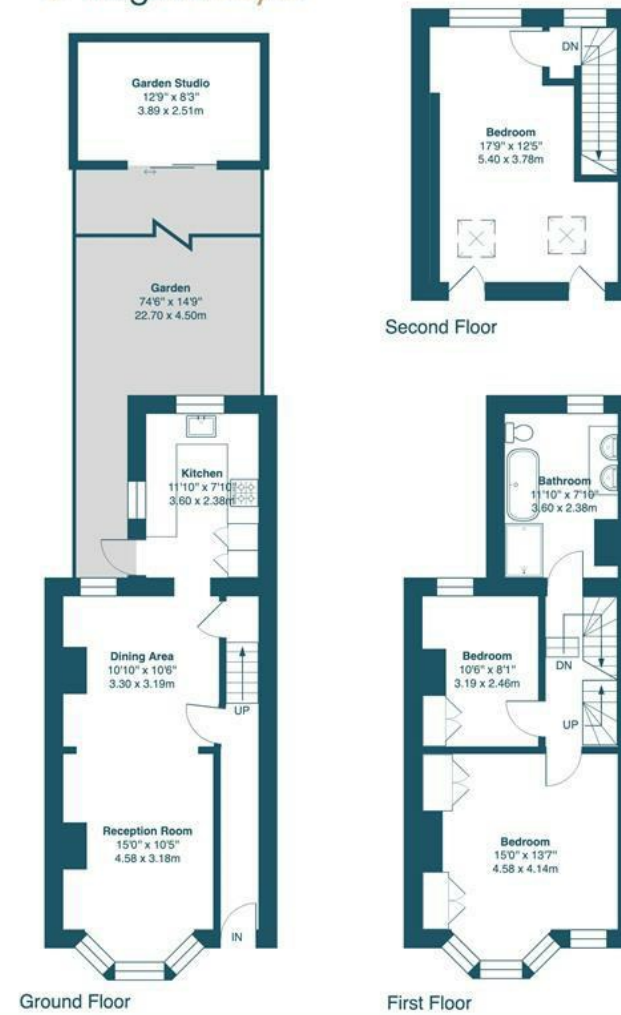 Garden Studio
12'9" x 8'3"
3.89 x 2.51m
Garden
74'6" x 14'9"
22.70 x 4.50m
Kitchen
11'10" x 7'10"
3.60 x 2.38m
Dining Area
10'10" x 10'6"
3.30 x 3.19m
UP
Reception Room
15'0" x 10'5"
4.58 x 3.18m
IN
Ground Floor
DN
Bedroom
17'9" x 12'5"
5.40 x 3.78m
Second Floor
Bathroom
11'10" x 7'10"
3.60 x 2.38m
Bedroom
10'6" x 8'1"
3.19 x 2.46m
DN
UP
Bedroom
15'0" x 13'7"
4.58 x 4.14m
First Floor